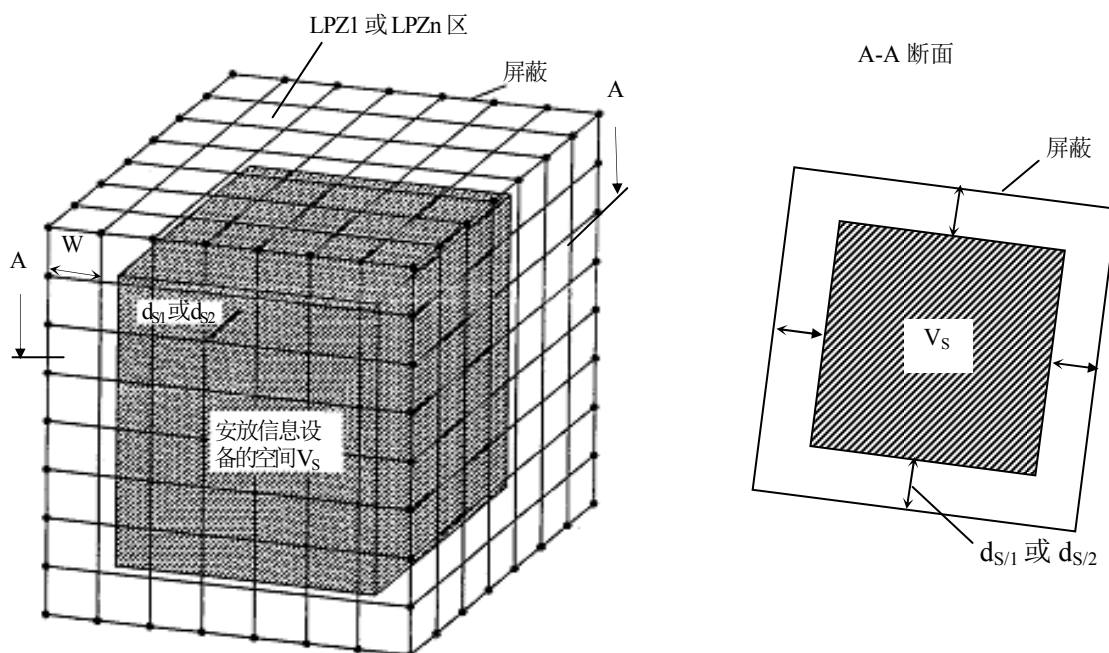 LPZ1 或 LPZn 区
屏蔽
A
W
A
dS1或dS2
安放信息设
备的空间VS
A-A 断面
屏蔽
VS
dS/1 或 dS/2